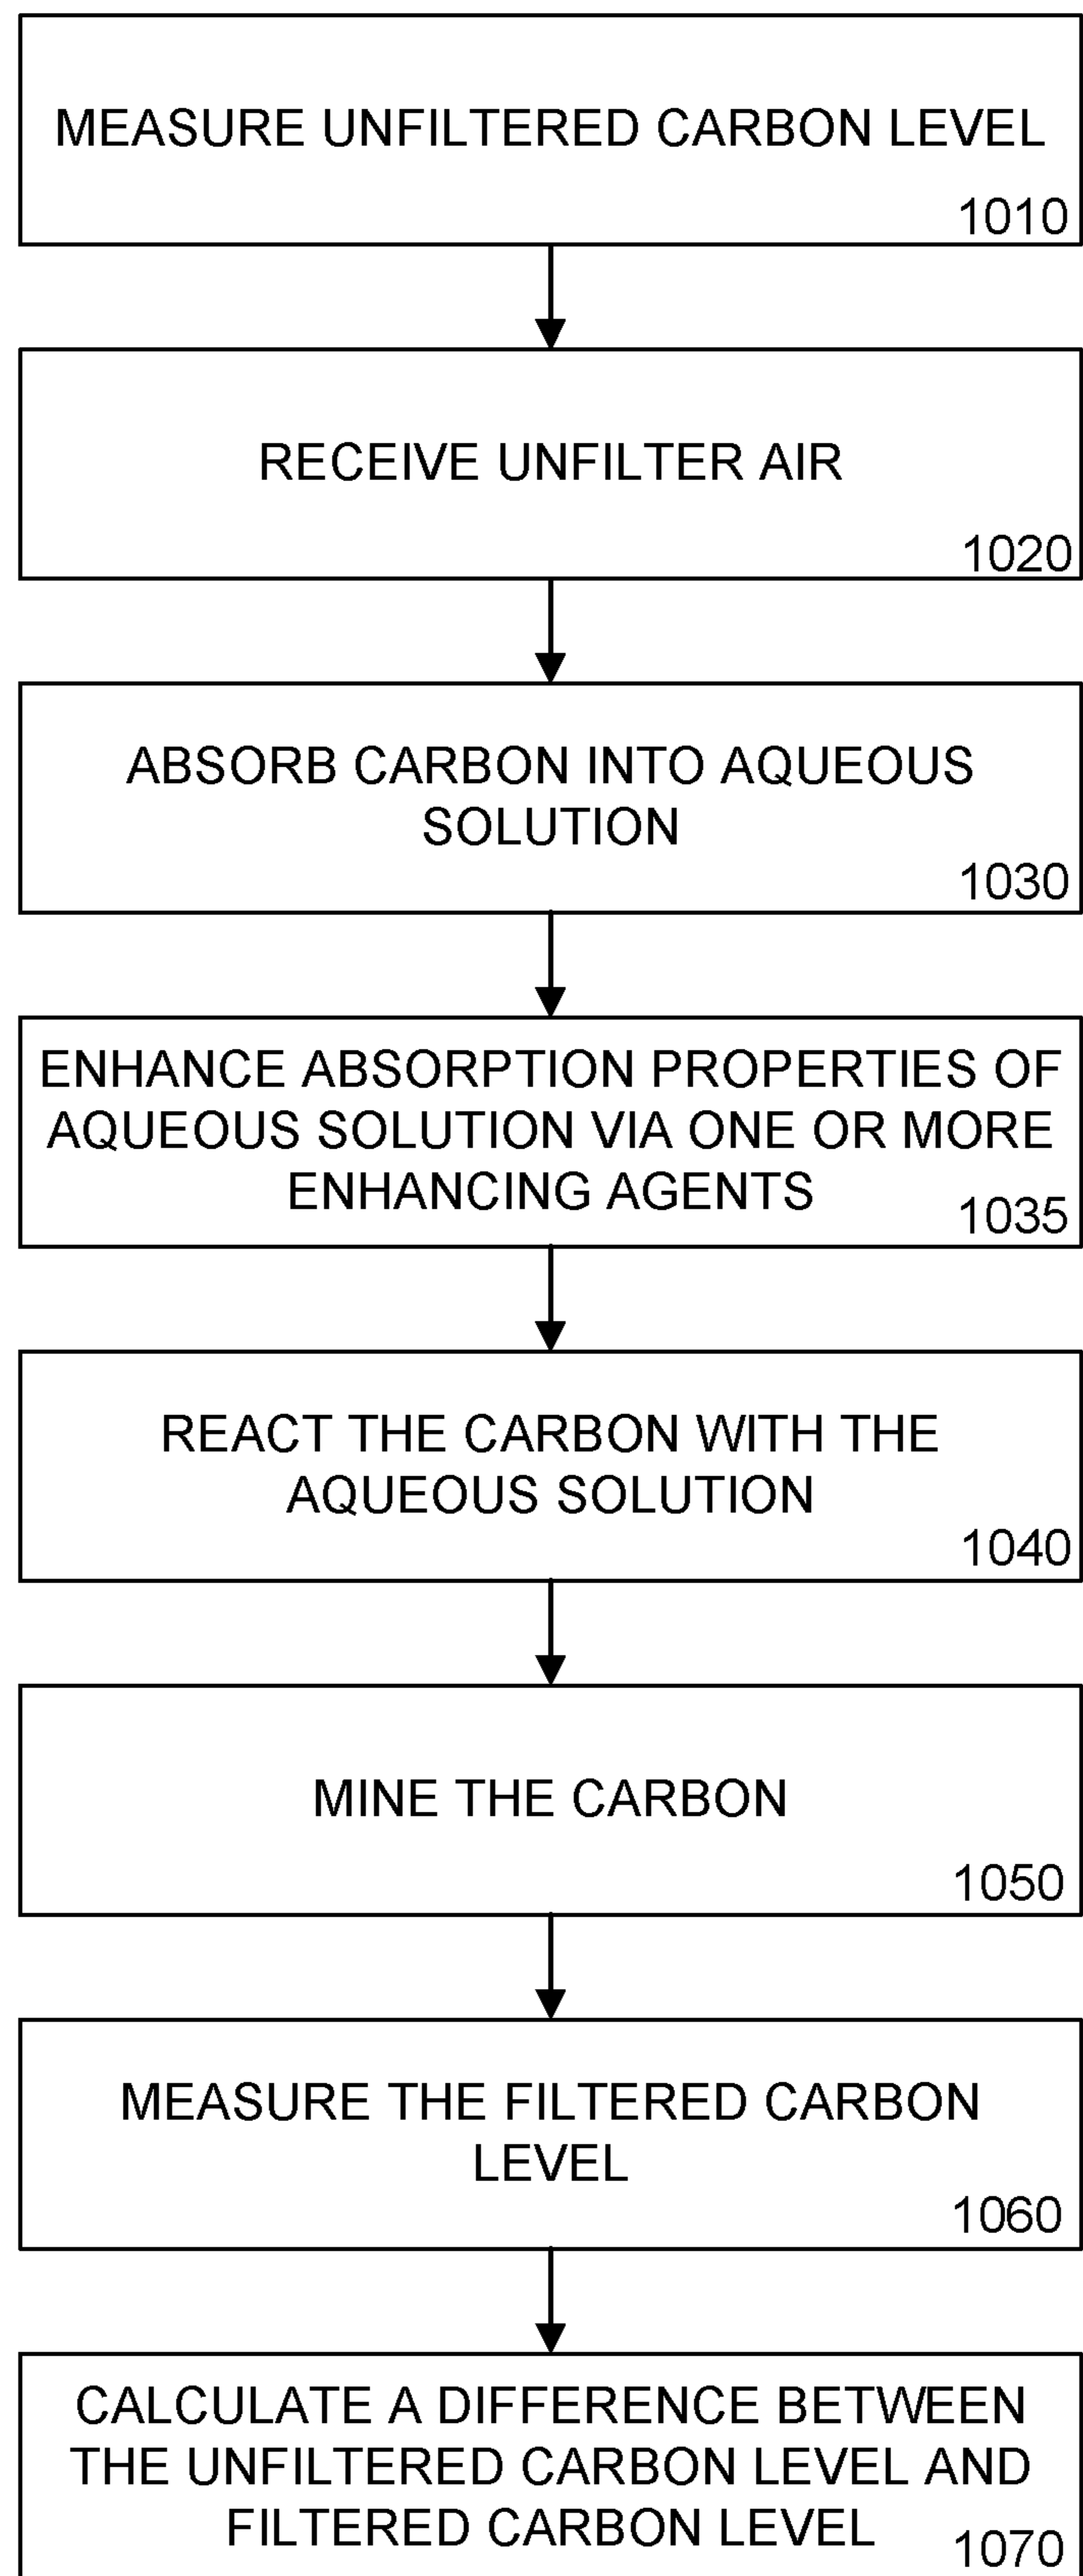 MEASURE UNFILTERED CARBON LEVEL
1010
RECEIVE UNFILTER AIR
1020
ABSORB CARBON INTO AQUEOUS
SOLUTION
1030
ENHANCE ABSORPTION PROPERTIES OF
AQUEOUS SOLUTION VIA ONE OR MORE
ENHANCING AGENTS
1035
REACT THE CARBON WITH THE
AQUEOUS SOLUTION
1040
MINE THE CARBON
1050
MEASURE THE FILTERED CARBON
LEVEL
1060
CALCULATE A DIFFERENCE BETWEEN
THE UNFILTERED CARBON LEVEL AND
FILTERED CARBON LEVEL
1070